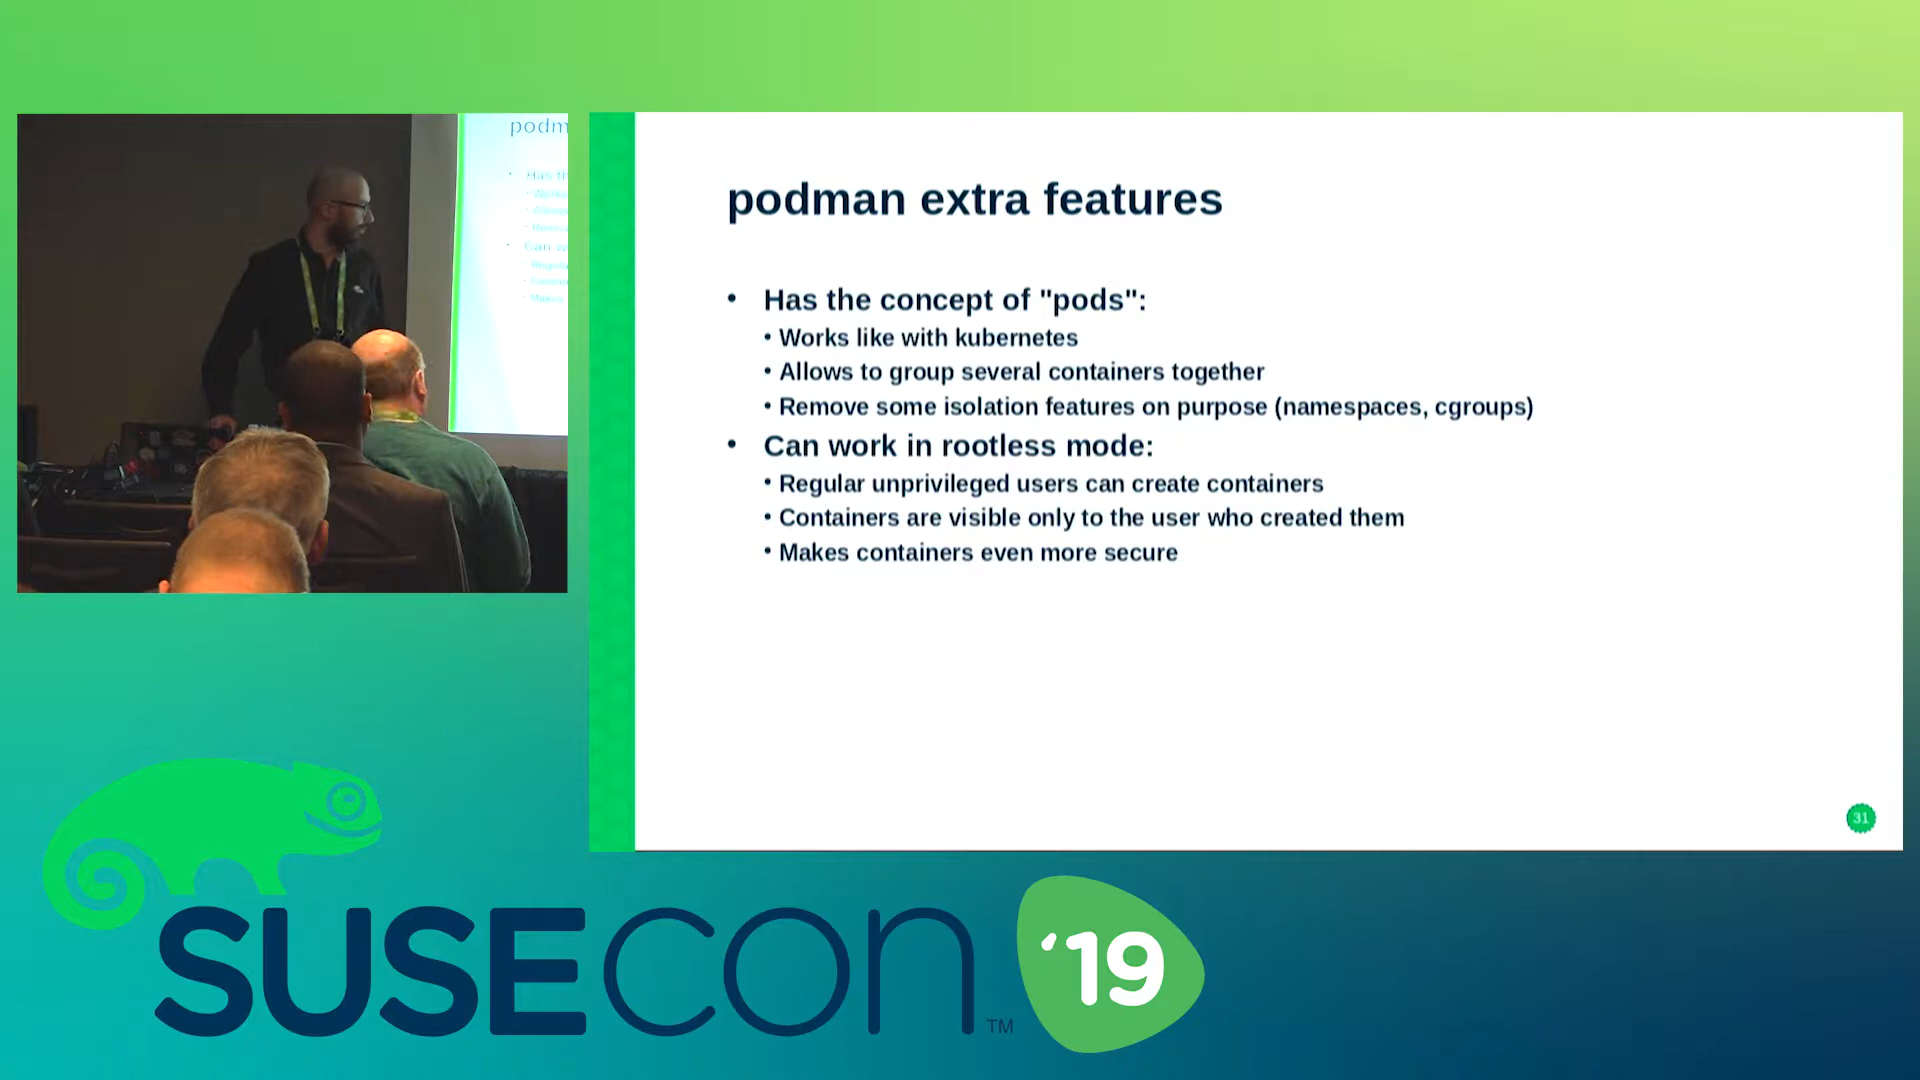 podm
Has th
Can w
podman extra features
• Has the concept of "pods":
• Works like with kubernetes
• Allows to group several containers together
• Remove some isolation features on purpose (namespaces, cgroups)
• Can work in rootless mode:
• Regular unprivileged users can create containers
• Containers are visible only to the user who created them
• Makes containers even more secure
31
SUSECON TM '19